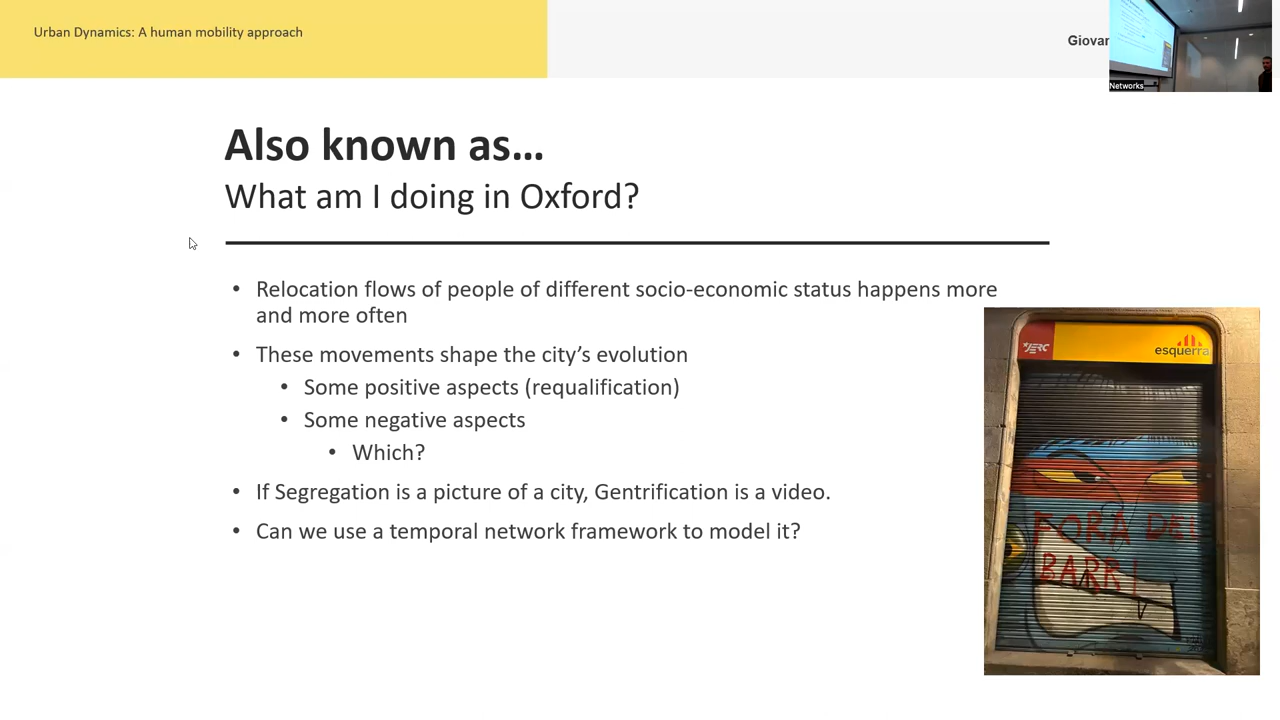 Urban Dynamics: A human mobility approach
Giovan
Networks
Also known as...
What am I doing in Oxford?
• Relocation flows of people of different socio-economic status happens more
and more often
• These movements shape the city’s evolution
• Some positive aspects (requalification)
• Some negative aspects
• Which?
• If Segregation is a picture of a city, Gentrification is a video.
• Can we use a temporal network framework to model it?
JERC
esquerra
FORA DEL
BARRI